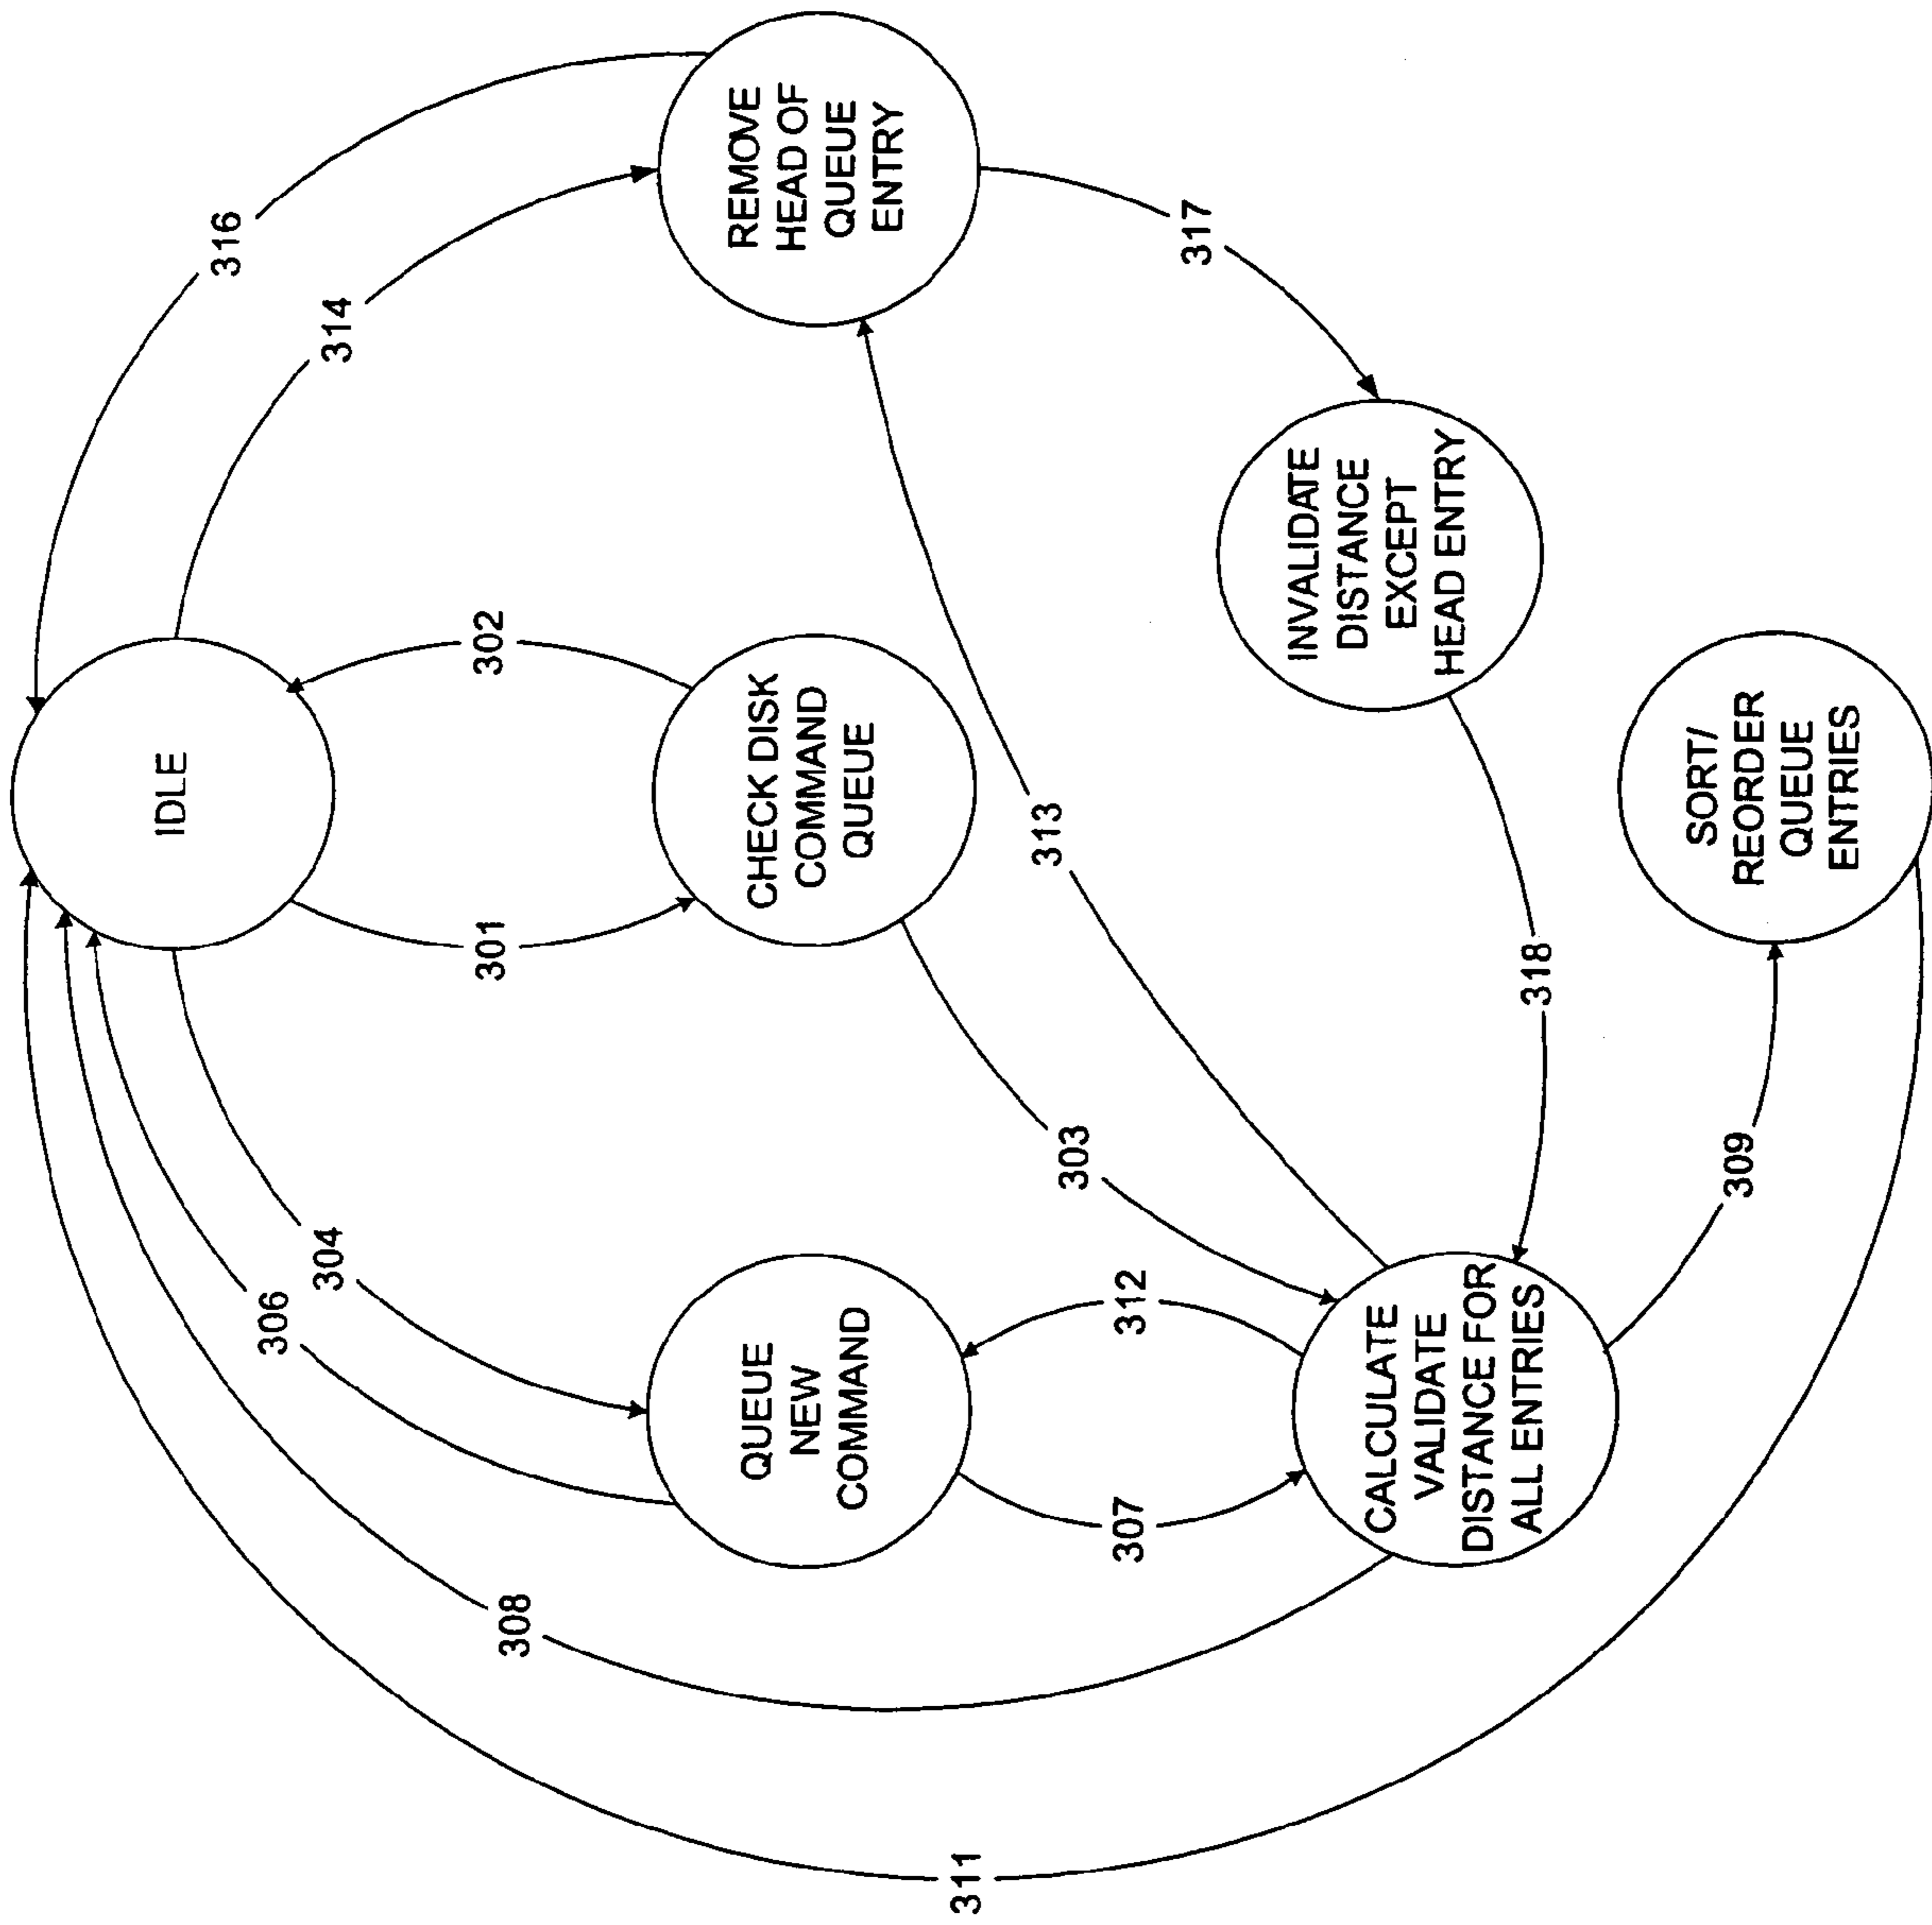 316
314
REMOVE
HEAD OF
QUEUE
ENTRY
317
IDLE
302
301
CHECK DISK
COMMAND
QUEUE
313
INVALIDATE
DISTANCE
EXCEPT
HEAD ENTRY
318
SORT/
REORDER
QUEUE
ENTRIES
304
306
303
309
QUEUE
NEW
COMMAND
312
307
CALCULATE
VALIDATE
DISTANCE FOR
ALL ENTRIES
308
311